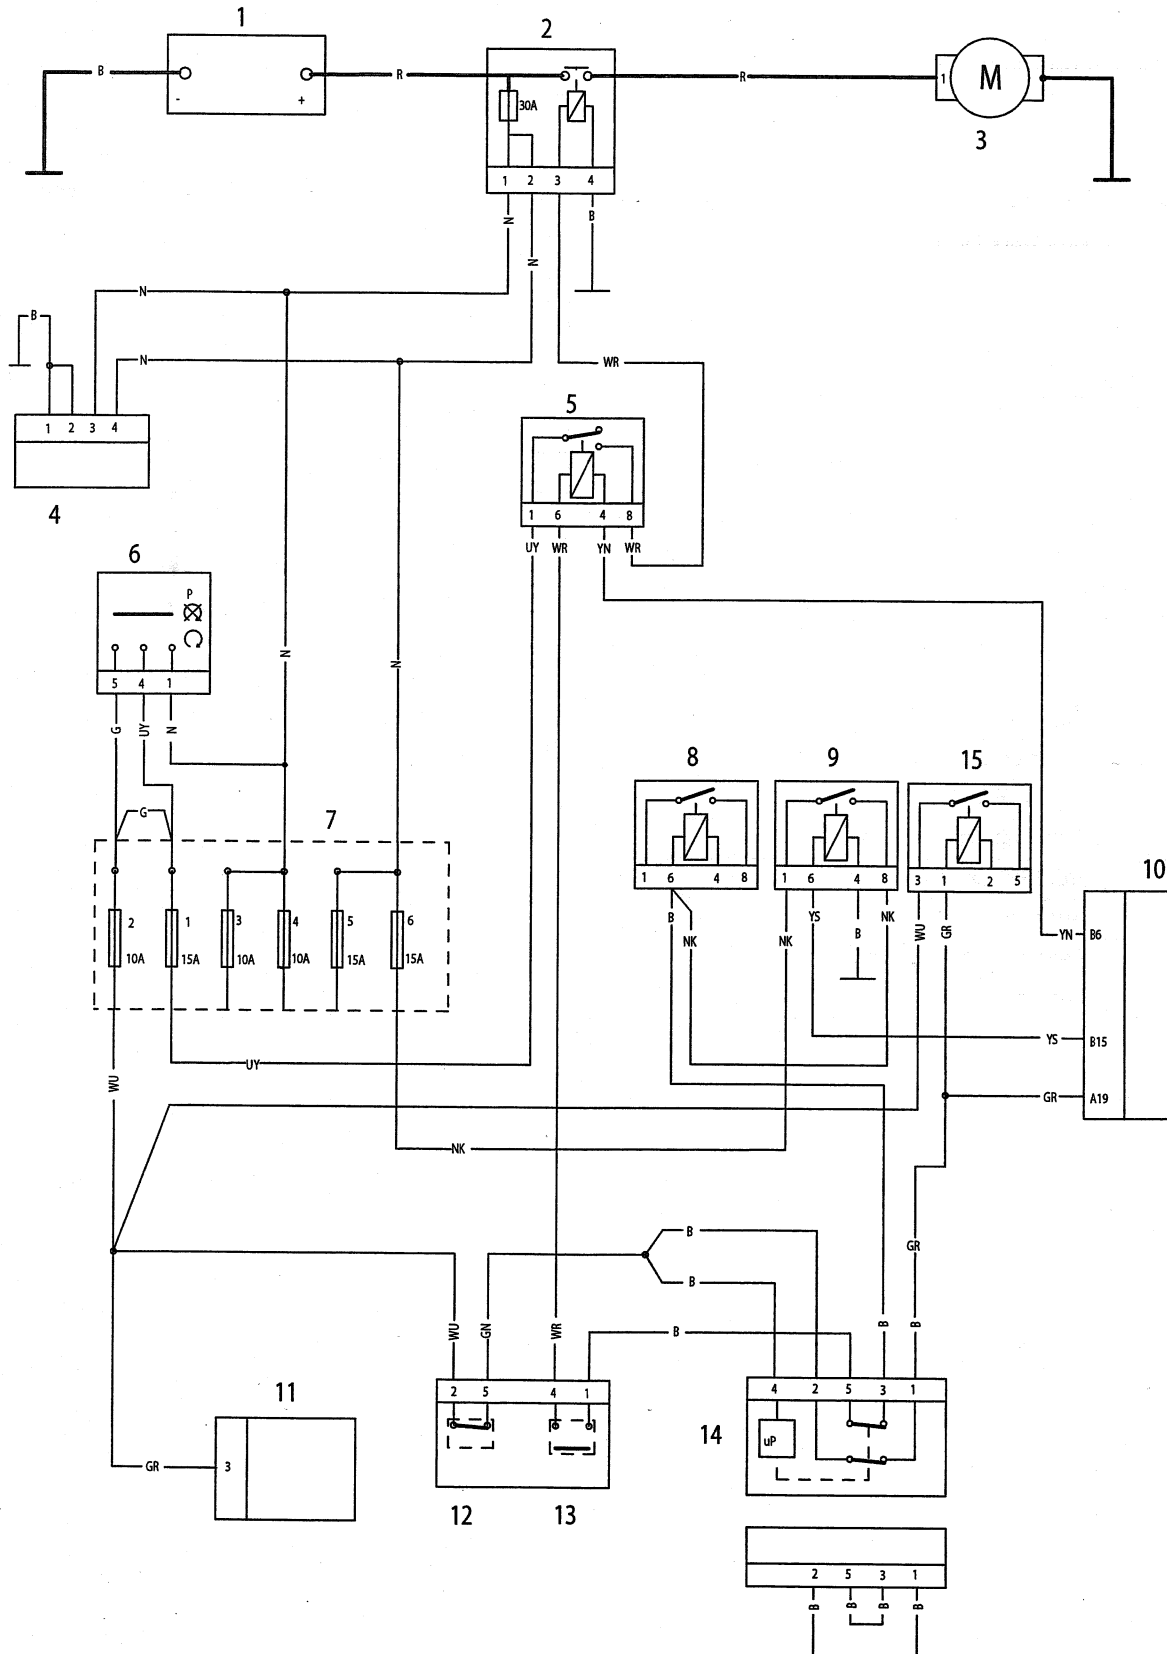 1
2
B
R
R
1
M
-
+
30A
3
1 2 3 4
N
B
N
N
B
N
WR
5
1 2 3 4
4
1 6 4 8
UY WR YN WR
6
P
N
N
5 4 1
G
UY
N
8
9
15
G
7
2
10A
1
15A
3
10A
4
10A
5
15A
6
15A
1 6 4 8
1 6 4 8
3 1 2 5
10
B
NK
NK
YS
B
NK
WU
GR
YN
B6
YS
B15
UY
WU
GR
A19
NK
B
GR
B
WU
GN
WR
B
B
B
11
2 5 4 1
4 2 5 3 1
14
uP
GR
3
12
13
2 5 3 1
B
B
B
B